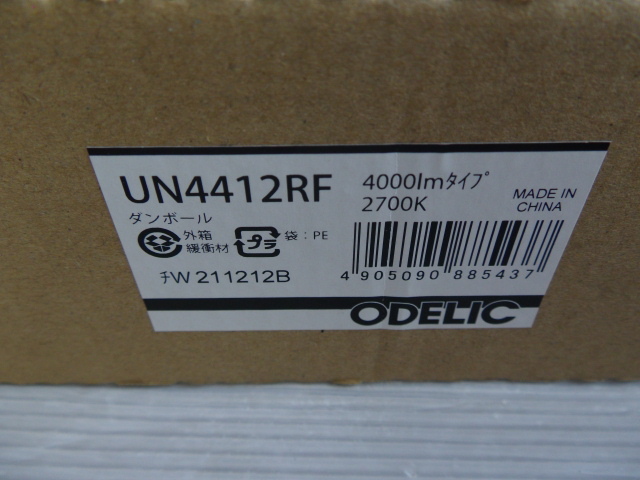 UN4412RF
4000lmﾀｲﾌﾟ
2700K
MADE IN
CHINA
ダンボール
外箱
緩衝材
プラ
袋：PE
ﾁW 211212B
4 905090 885437
ODELIC